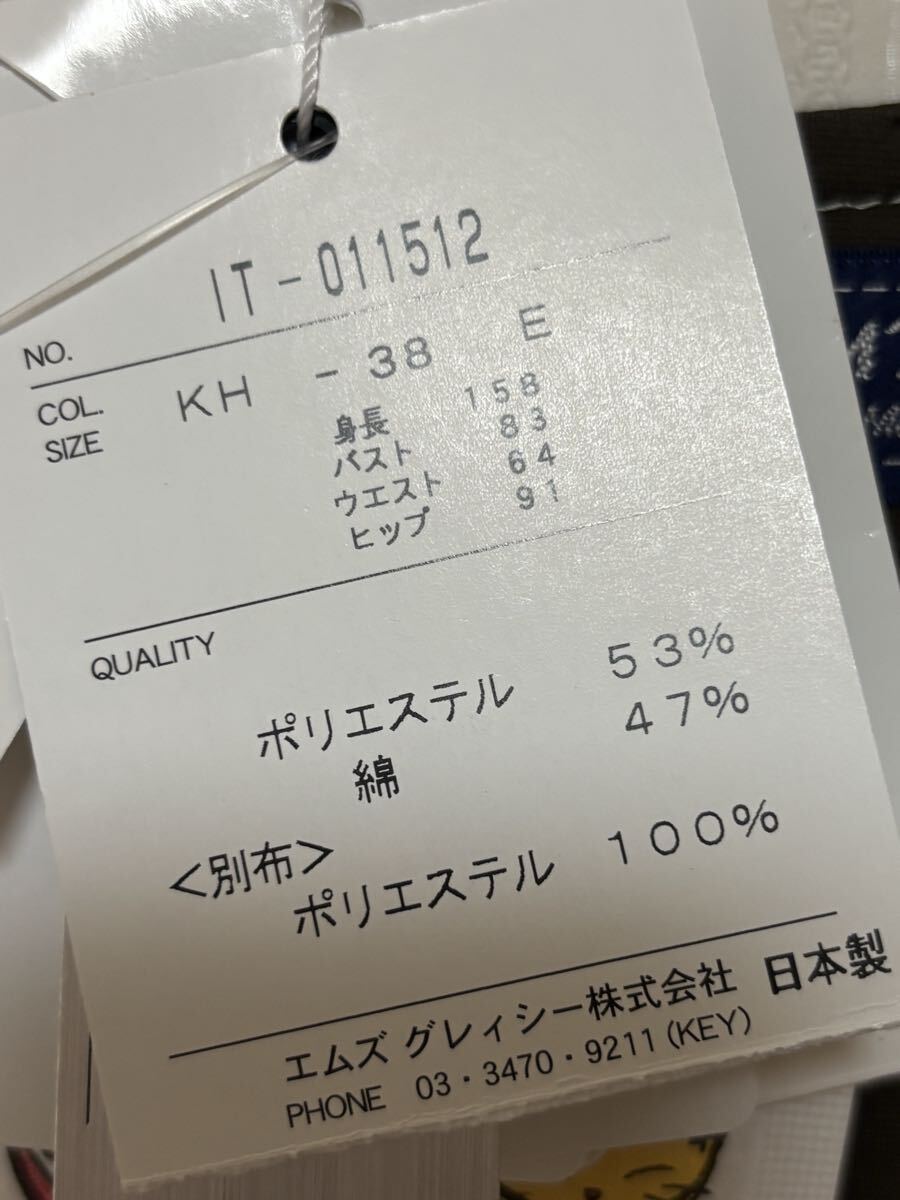 NO. IT-011512
COL. KH - 38 E
SIZE
身長 158
バスト 83
ウエスト 64
ヒップ 91
QUALITY
ポリエステル 53%
綿 47%
<別布>
ポリエステル 100%
エムズ グレィシー株式会社 日本製
PHONE 03・3470・9211(KEY)